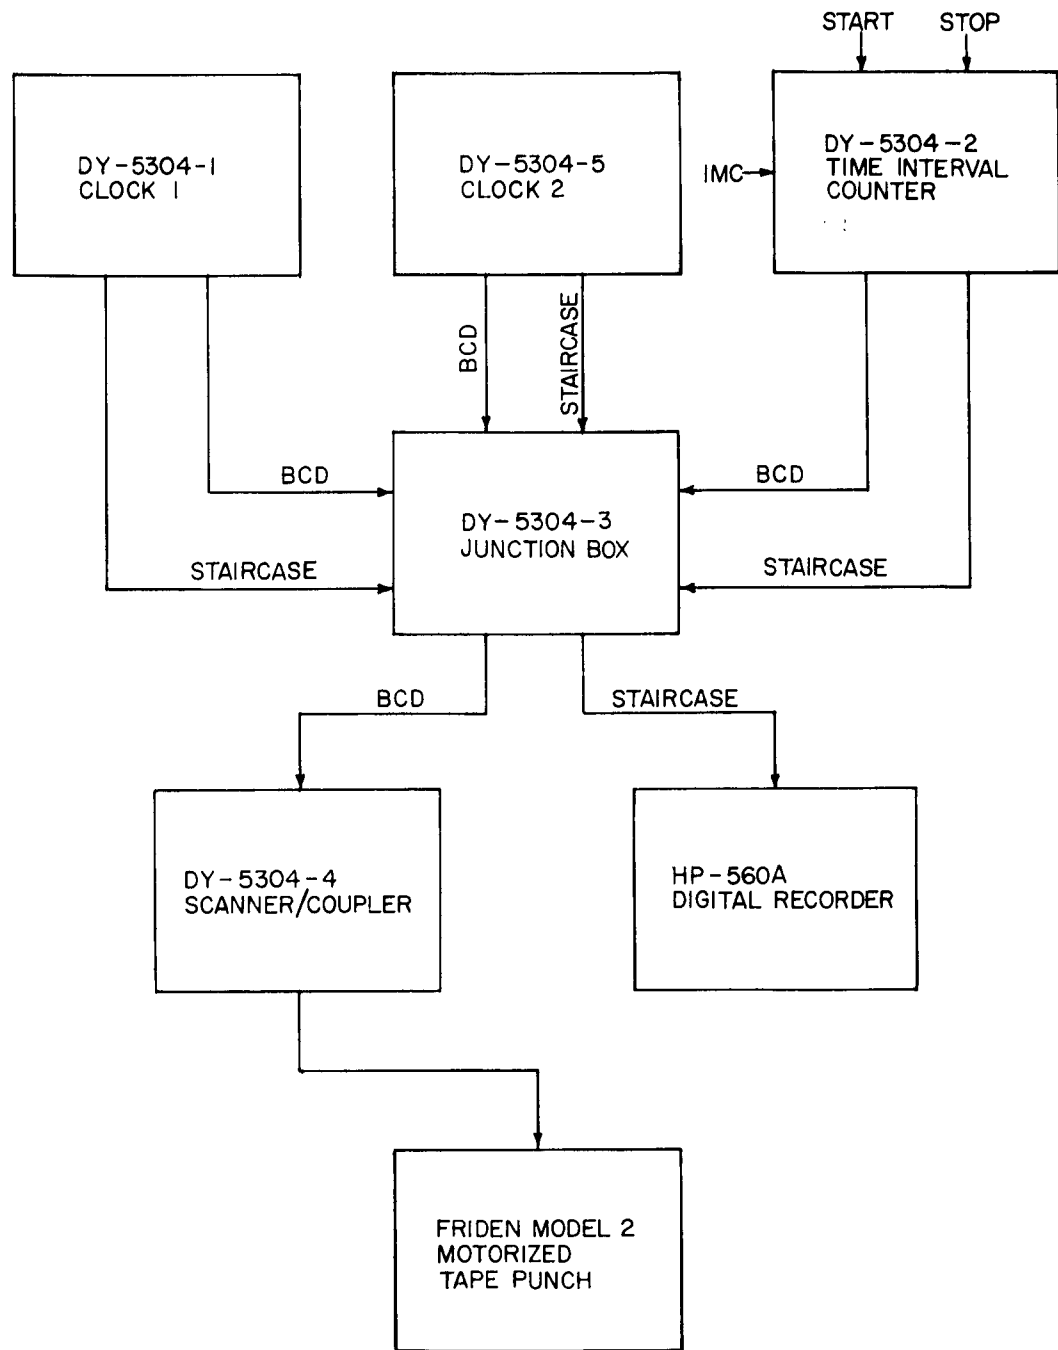 START
STOP
DY-5304-1
CLOCK 1
DY-5304-5
CLOCK 2
DY-5304-2
TIME INTERVAL
COUNTER
1MC
BCD
STAIRCASE
BCD
STAIRCASE
BCD
STAIRCASE
DY-5304-3
JUNCTION BOX
BCD
STAIRCASE
DY-5304-4
SCANNER/COUPLER
HP-560A
DIGITAL RECORDER
FRIDEN MODEL 2
MOTORIZED
TAPE PUNCH